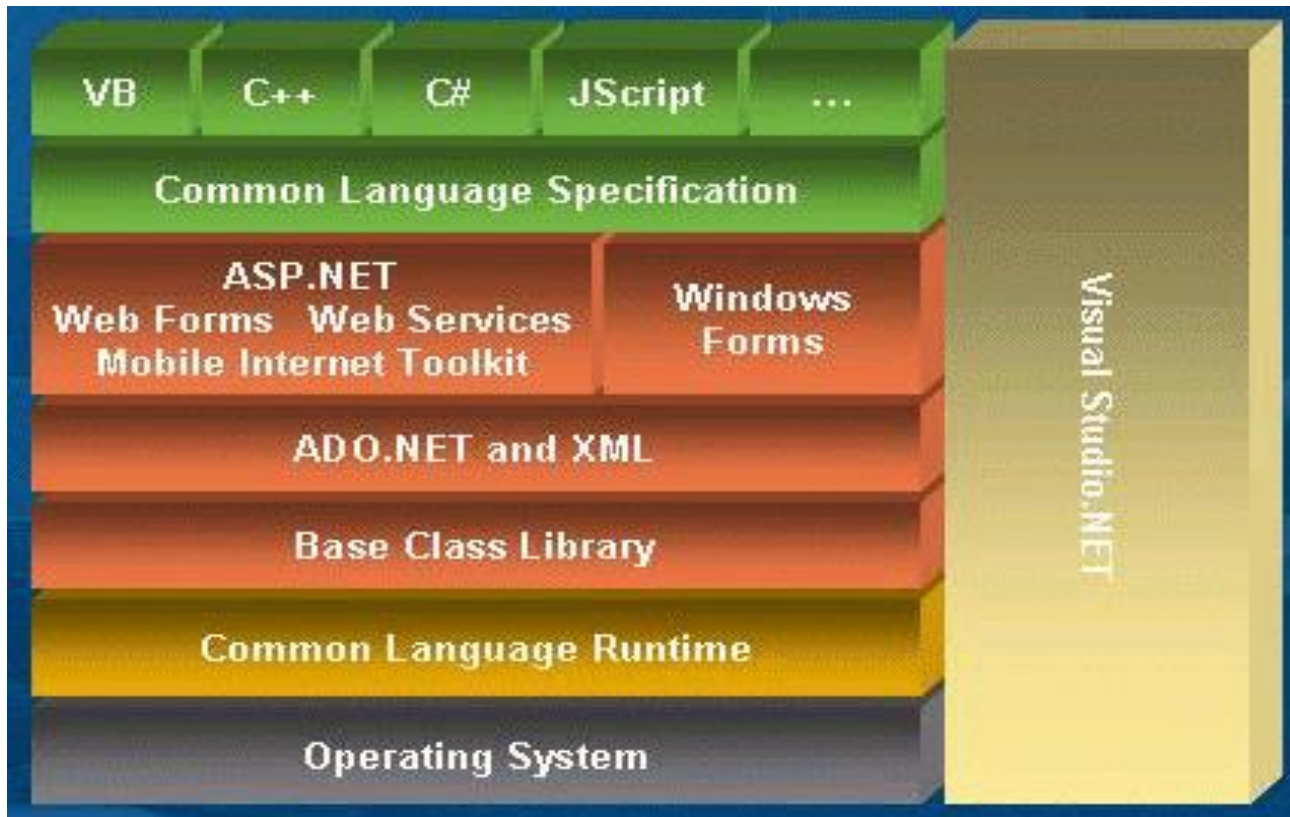 VB
C++
C#
JScript
...
Common Language Specification
ASP.NET
Web Forms Web Services
Mobile Internet Toolkit
Windows
Forms
ADO.NET and XML
Base Class Library
Common Language Runtime
Operating System
Visual Studio.NET